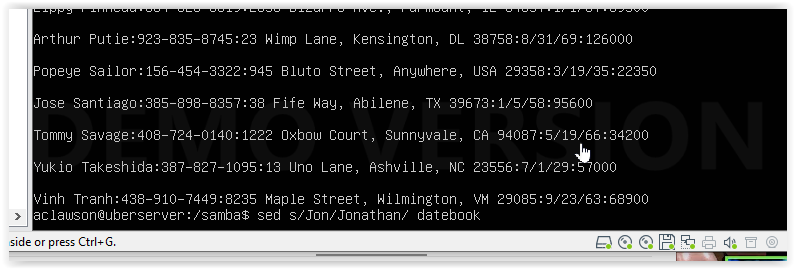 Arthur Putie:923-835-8745:23 Wimp Lane, Kensington, DL 38758:8/31/69:126000
Popeye Sailor:156-454-3322:945 Bluto Street, Anywhere, USA 29358:3/19/35:22350
Jose Santiago:385-898-8357:38 Fife Way, Abilene, TX 39673:1/5/58:95600
Tommy Savage:408-724-0140:1222 Oxbow Court, Sunnyvale, CA 94087:5/19/66:34200
Yukio Takeshida:387-827-1095:13 Uno Lane, Ashville, NC 23556:7/1/29:57000
Vinh Tranh:438-910-7449:8235 Maple Street, Wilmington, VM 29085:9/23/63:68900
aclawson@uberserver:/samba$ sed s/Jon/Jonathan/ datebook
DEMO VERSION
side or press Ctrl+G.